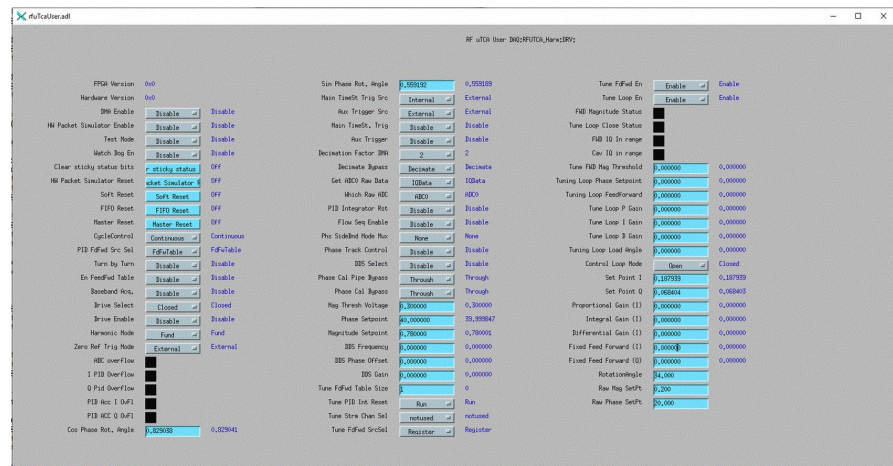 rfuTcaUser.adl
RF uTCA User DAQ:RFUTCA_Harm:DRV:
FPGA Version 0x0
Hardware Version 0x0
DMA Enable Disable Disable
HW Packet Simulator Enable Disable Disable
Test Mode Disable Disable
Watch Dog En Disable Disable
Clear sticky status bits r sticky status Off
HW Packet Simulator Reset acket Simulator R Off
Soft Reset Soft Reset Off
FIFO Reset FIFO Reset Off
Master Reset Master Reset Off
CycleControl Continuous Continuous
PID FdFwd Src Sel FdFwTable FdFwTable
Turn by Turn Disable Disable
En FeedFwd Table Disable Disable
Baseband Acq. Disable Disable
Drive Select Closed Closed
Drive Enable Disable Disable
Harmonic Mode Fund Fund
Zero Ref Trig Mode External External
ADC overflow
I PID Overflow
Q Pid Overflow
PID Acc I OvFl
PID ACC Q OvFl
Cos Phase Rot. Angle 0.829038 0.829041
Sin Phase Rot. Angle 0.559192 0.559189
Main TimeSt Trig Src Internal External
Aux Trigger Src External External
Main TimeSt. Trig Disable Disable
Aux Trigger Disable Disable
Decimation Factor DMA 2 2
Decimate Bypass Decimate Decimate
Get ADC0 Raw Data IQData IQData
Which Raw ADC ADC0 ADC0
PID Integrator Rst Disable Disable
Flow Seq Enable Disable Disable
Phs SideBnd Mode Mux None None
Phase Track Control Disable Disable
DDS Select Disable Disable
Phase Cal Pipe Bypass Through Through
Phase Cal Bypass Through Through
Mag Thresh Voltage 0.300000 0.300000
Phase Setpoint 40.000000 39.999847
Magnitude Setpoint 0.780000 0.780001
DDS Frequency 0.000000 0.000000
DDS Phase Offset 0.000000 0.000000
DDS Gain 0.000000 0.000000
Tune FdFwd Table Size 1 0
Tune PID Int Reset Run Run
Tune Strm Chan Sel notused notused
Tune FdFwd SrcSel Register Register
Tune FdFwd En Enable Enable
Tune Loop En Enable Enable
FWD Magnitude Status
Tune Loop Close Status
FWD IQ In range
Cav IQ in range
Tune FWD Mag Threshold 0.000000 0.000000
Tuning Loop Phase Setpoint 0.000000 0.000000
Tuning Loop FeedForward 0.000000 0.000000
Tune Loop P Gain 0.000000 0.000000
Tune Loop I Gain 0.000000 0.000000
Tune Loop D Gain 0.000000 0.000000
Tuning Loop Load Angle 0.000000 0.000000
Control Loop Mode Open Closed
Set Point I 0.187939 0.187939
Set Point Q 0.068404 0.068403
Proportional Gain (I) 0.000000 0.000000
Integral Gain (I) 0.000000 0.000000
Differential Gain (I) 0.000000 0.000000
Fixed Feed Forward (I) 0.000000 0.000000
Fixed Feed Forward (Q) 0.000000 0.000000
RotationAngle 34.000
Raw Mag SetPt 0.200
Raw Phase SetPt 20.000